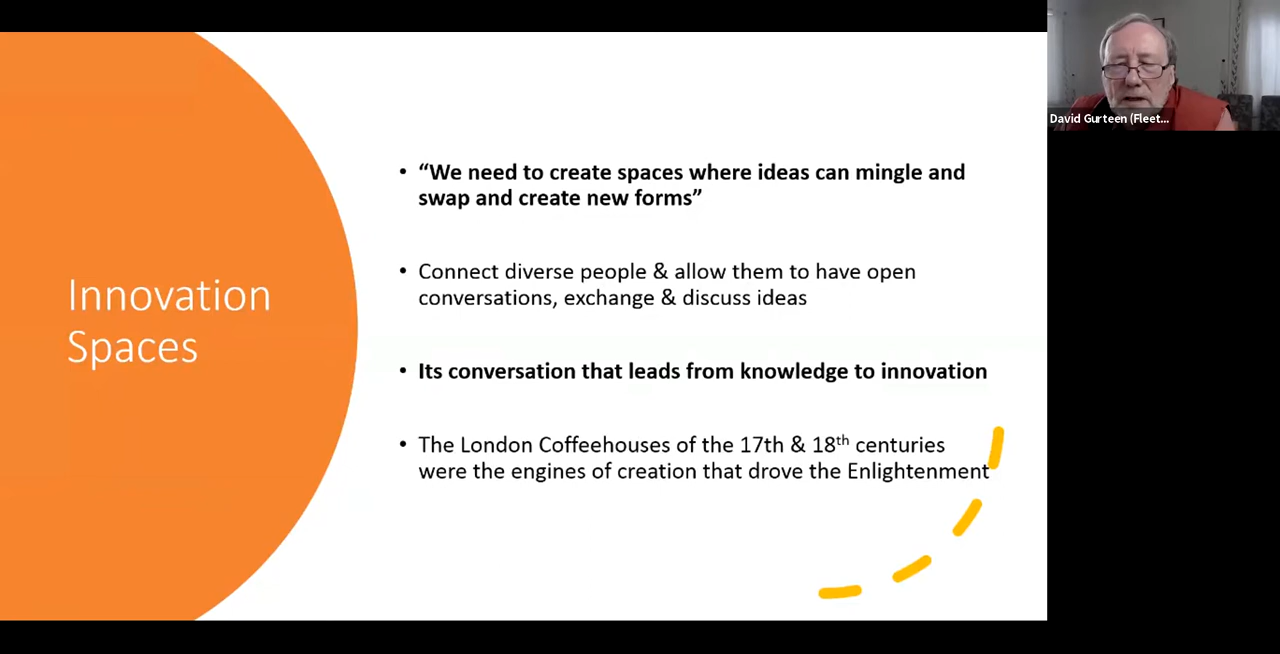 Innovation
Spaces
• “We need to create spaces where ideas can mingle and
swap and create new forms”
• Connect diverse people & allow them to have open
conversations, exchange & discuss ideas
• Its conversation that leads from knowledge to innovation
• The London Coffeehouses of the 17th & 18th centuries
were the engines of creation that drove the Enlightenment
David Gurteen (Fleet...